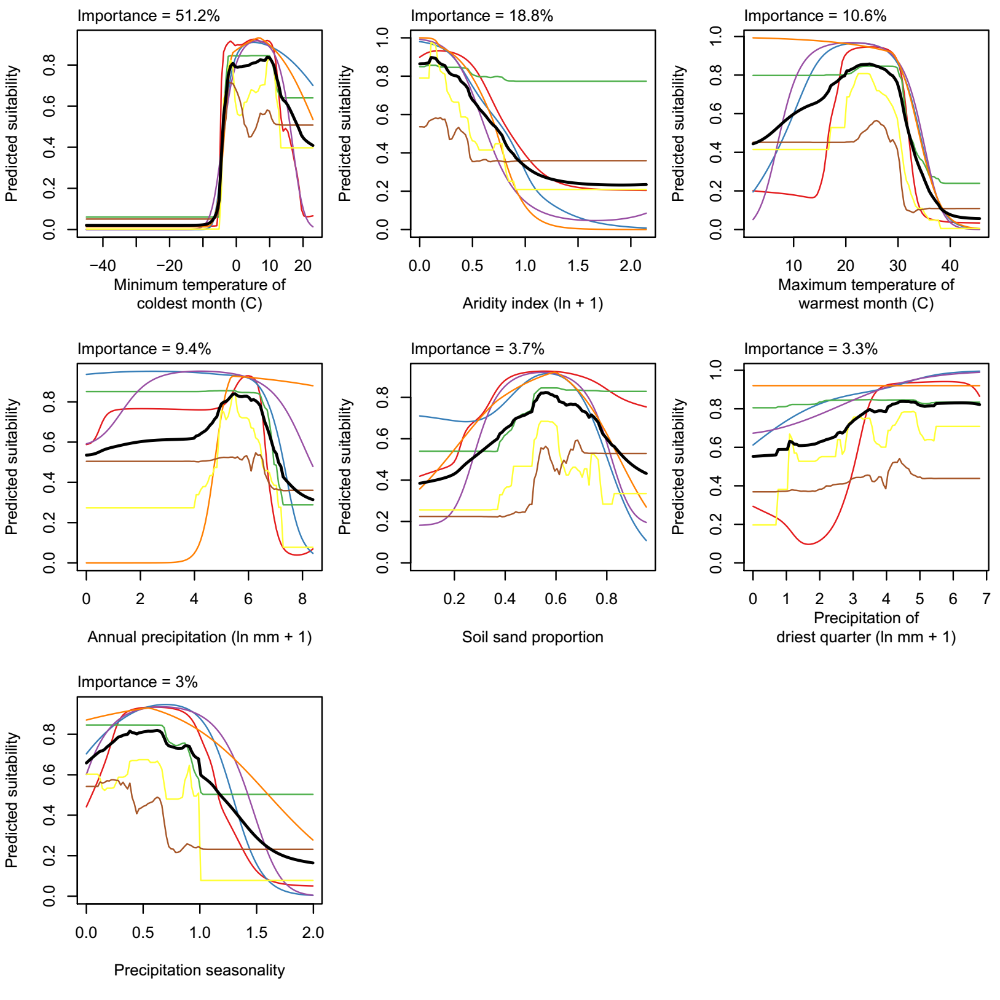 Importance = 51.2%
Predicted suitability
0.0 0.2 0.4 0.6 0.8
−40 −20 0 10 20
Minimum temperature of
coldest month (C)
Importance = 18.8%
Predicted suitability
0.0 0.2 0.4 0.6 0.8 1.0
0.0 0.5 1.0 1.5 2.0
Aridity index (ln + 1)
Importance = 10.6%
Predicted suitability
0.0 0.2 0.4 0.6 0.8 1.0
10 20 30 40
Maximum temperature of
warmest month (C)
Importance = 9.4%
Predicted suitability
0.0 0.2 0.4 0.6 0.8
0 2 4 6 8
Annual precipitation (ln mm + 1)
Importance = 3.7%
Predicted suitability
0.0 0.2 0.4 0.6 0.8
0.2 0.4 0.6 0.8
Soil sand proportion
Importance = 3.3%
Predicted suitability
0.0 0.2 0.4 0.6 0.8 1.0
0 1 2 3 4 5 6 7
Precipitation of
driest quarter (ln mm + 1)
Importance = 3%
Predicted suitability
0.0 0.2 0.4 0.6 0.8
0.0 0.5 1.0 1.5 2.0
Precipitation seasonality